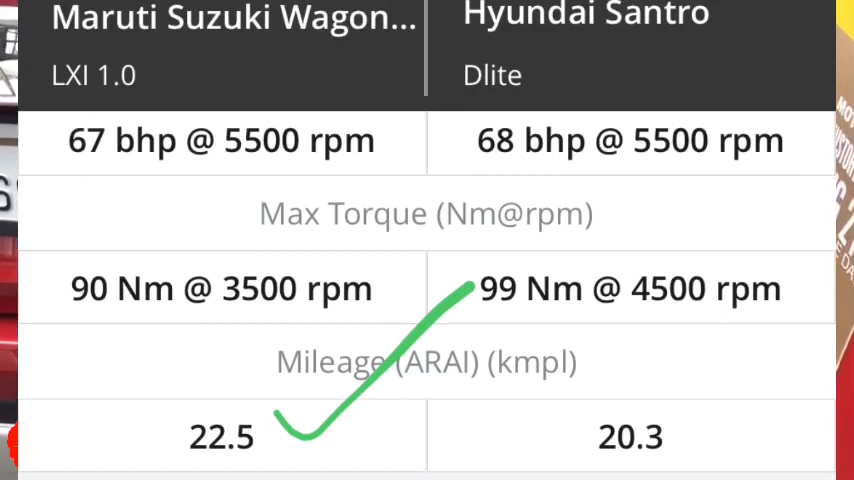 Maruti Suzuki Wagon... Hyundai Santro
LXI 1.0 Dlite
67 bhp @ 5500 rpm 68 bhp @ 5500 rpm
Max Torque (Nm@rpm)
90 Nm @ 3500 rpm 99 Nm @ 4500 rpm
Mileage (ARAI) (kmpl)
22.5 20.3